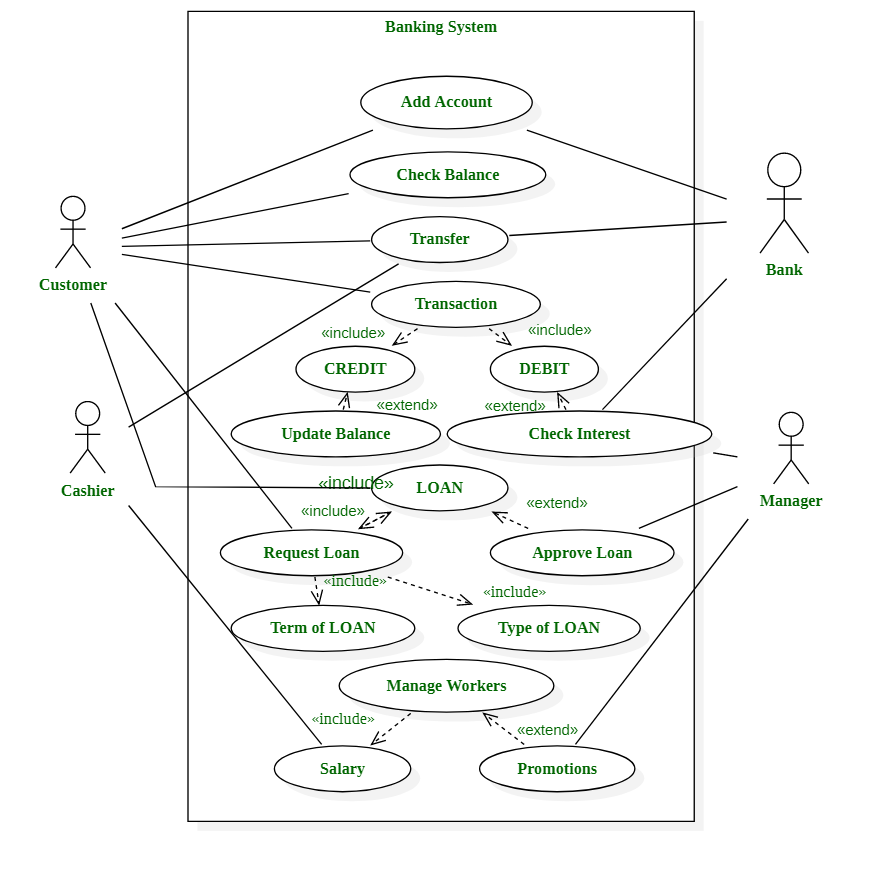 Banking System
Add Account
Check Balance
Customer
Transfer
Bank
Transaction
«include»
«include»
CREDIT
DEBIT
«extend»
«extend»
Update Balance
Check Interest
Cashier
«include»
LOAN
Manager
«include»
«extend»
Request Loan
Approve Loan
«include»
«include»
Term of LOAN
Type of LOAN
Manage Workers
«include»
«extend»
Salary
Promotions